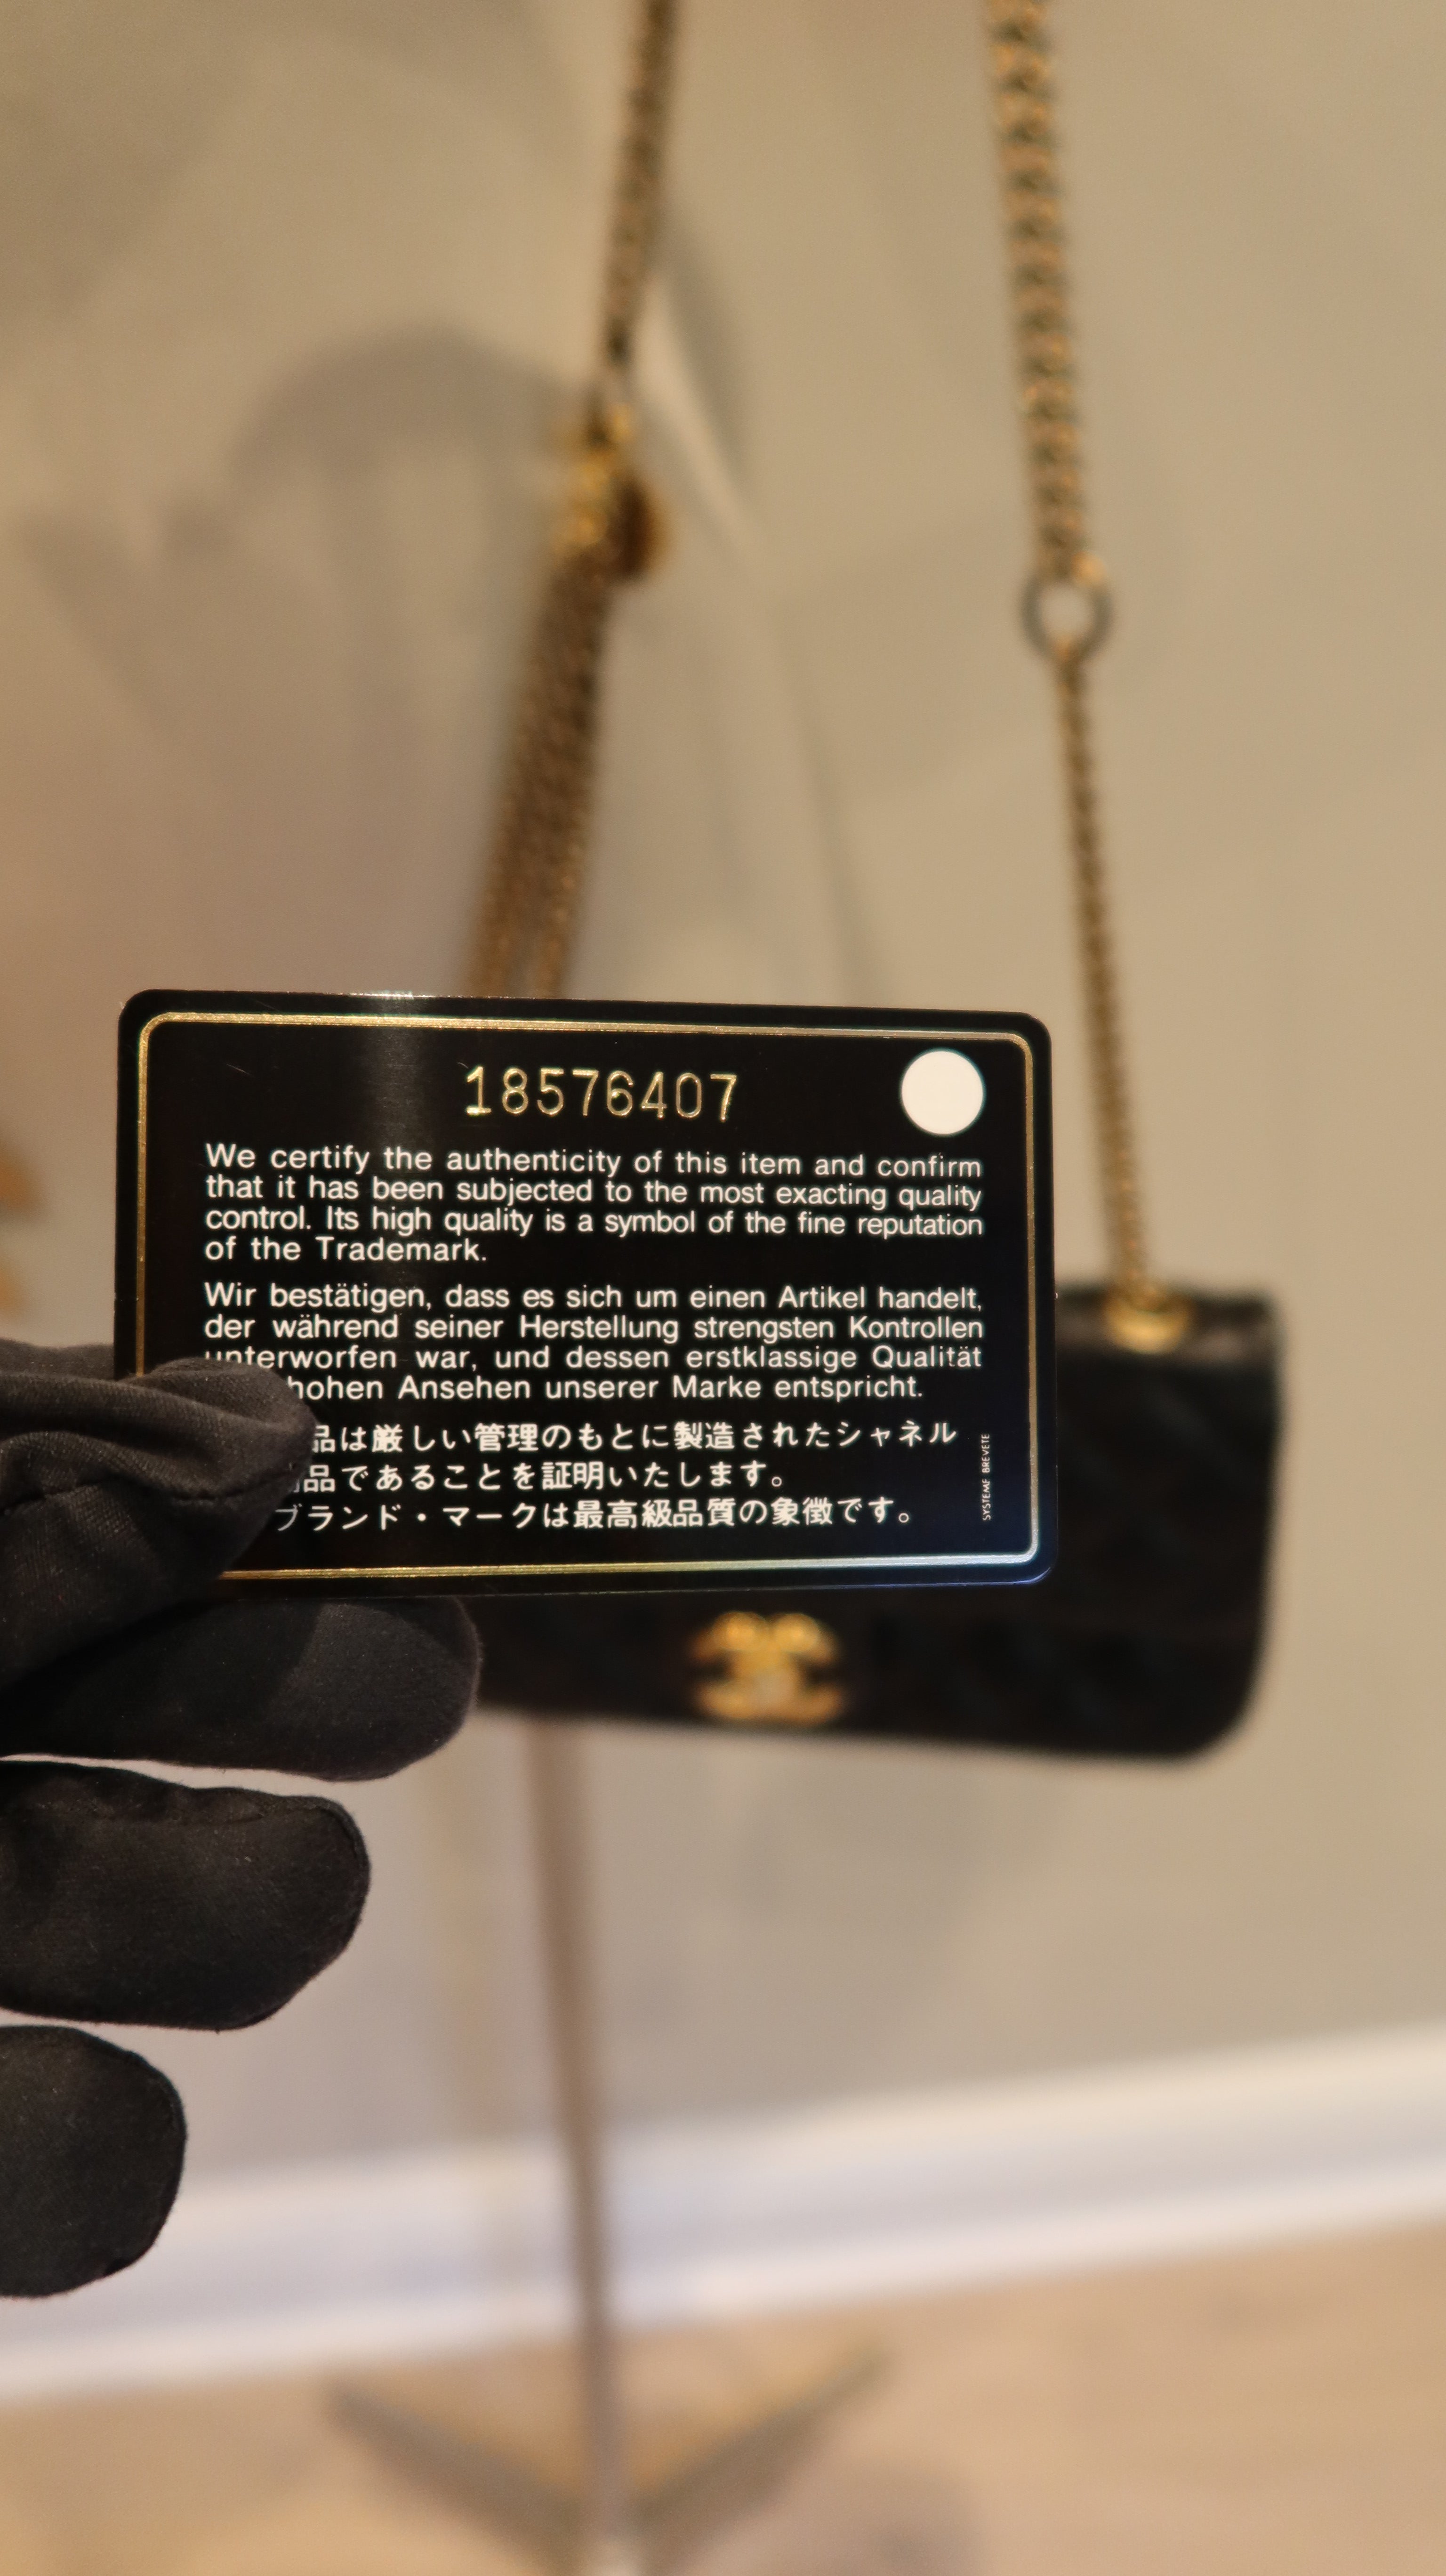 18576407
We certify the authenticity of this item and confirm
that it has been subjected to the most exacting quality
control. Its high quality is a symbol of the fine reputation
of the Trademark.
Wir bestätigen, dass es sich um einen Artikel handelt,
der während seiner Herstellung strengsten Kontrollen
unterworfen war, und dessen erstklassige Qualität
hohen Ansehen unserer Marke entspricht.
品は厳しい管理のもとに製造されたシャネル
品であることを証明いたします。
ブランド・マークは最高級品質の象徴です。
SYSTEME BREVETE